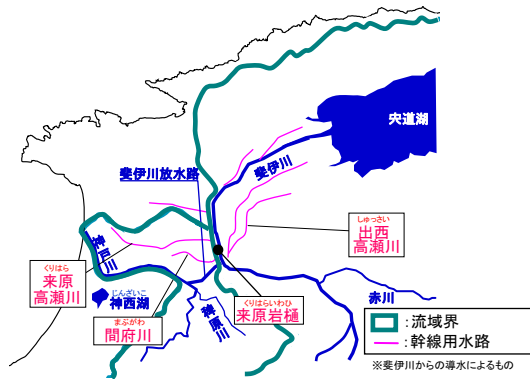 宍道湖
斐伊川放水路
斐伊川
しゅっさい
出西
高瀬川
神戸川
くりはら
来原
高瀬川
じんざいこ
神西湖
まぶがわ
間府川
稗原川
くりはらいわひ
来原岩樋
赤川
:流域界
:幹線用水路
※斐伊川からの導水によるもの